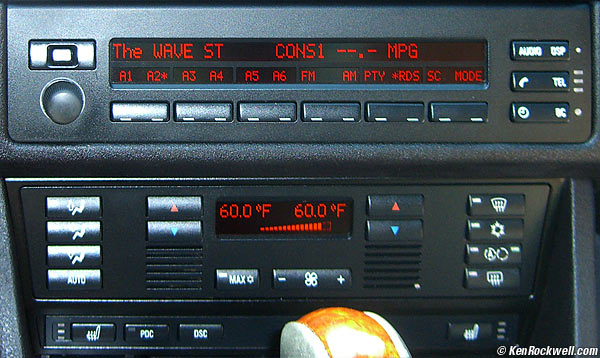 The WAVE ST CONS1 --.- MPG
A1 A2* A3 A4 A5 A6 FM AM PTY *RDS SC MODE
AUDIO DSP
TEL
BC
60.0 °F 60.0 °F
AUTO
MAX
- +
PDC DSC
© KenRockwell.com